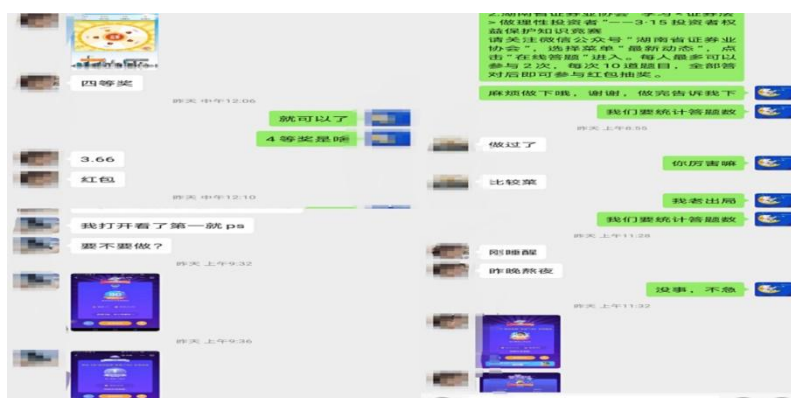 四等奖
昨天 中午12:06
就可以了
4 等奖是啥
3.66
红包
昨天 中午12:10
我打开看了第一就 ps
要不要做？
昨天 上午9:32
昨天 上午9:36
2.湖南省证券业协会“学习《证券法
》做理性投资者”——3·15 投资者权
益保护知识竞赛
请关注微信公众号“湖南省证券业
协会”，选择菜单“最新动态”，点
击“在线答题”进入。每人最多可以
参与 2 次，每次 10 道题目，全部答
对后即可参与红包抽奖。
麻烦做下哦，谢谢，做完告诉我下
我们要统计答题数
昨天 上午8:55
做过了
你厉害嘛
比较菜
我老出局
我们要统计答题数
昨天 上午11:28
刚睡醒
昨晚熬夜
没事，不急
昨天 上午11:32